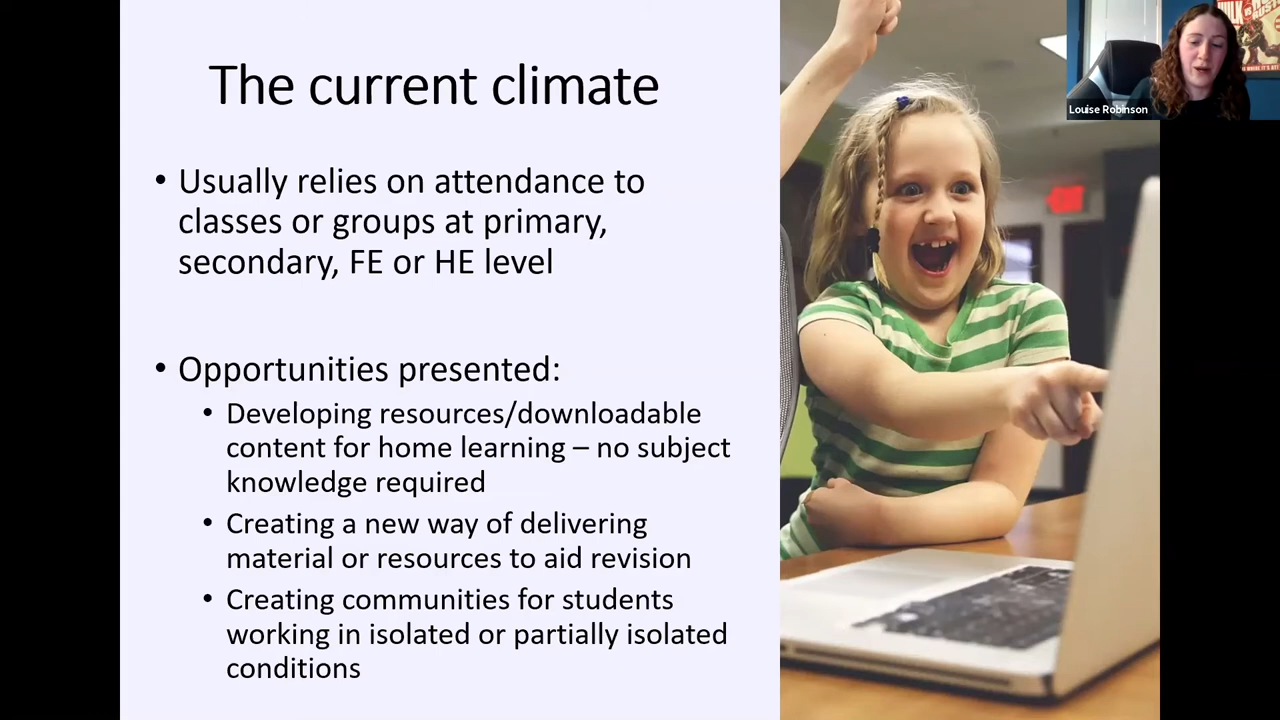 The current climate
• Usually relies on attendance to
classes or groups at primary,
secondary, FE or HE level
• Opportunities presented:
• Developing resources/downloadable
content for home learning – no subject
knowledge required
• Creating a new way of delivering
material or resources to aid revision
• Creating communities for students
working in isolated or partially isolated
conditions
Louise Robinson